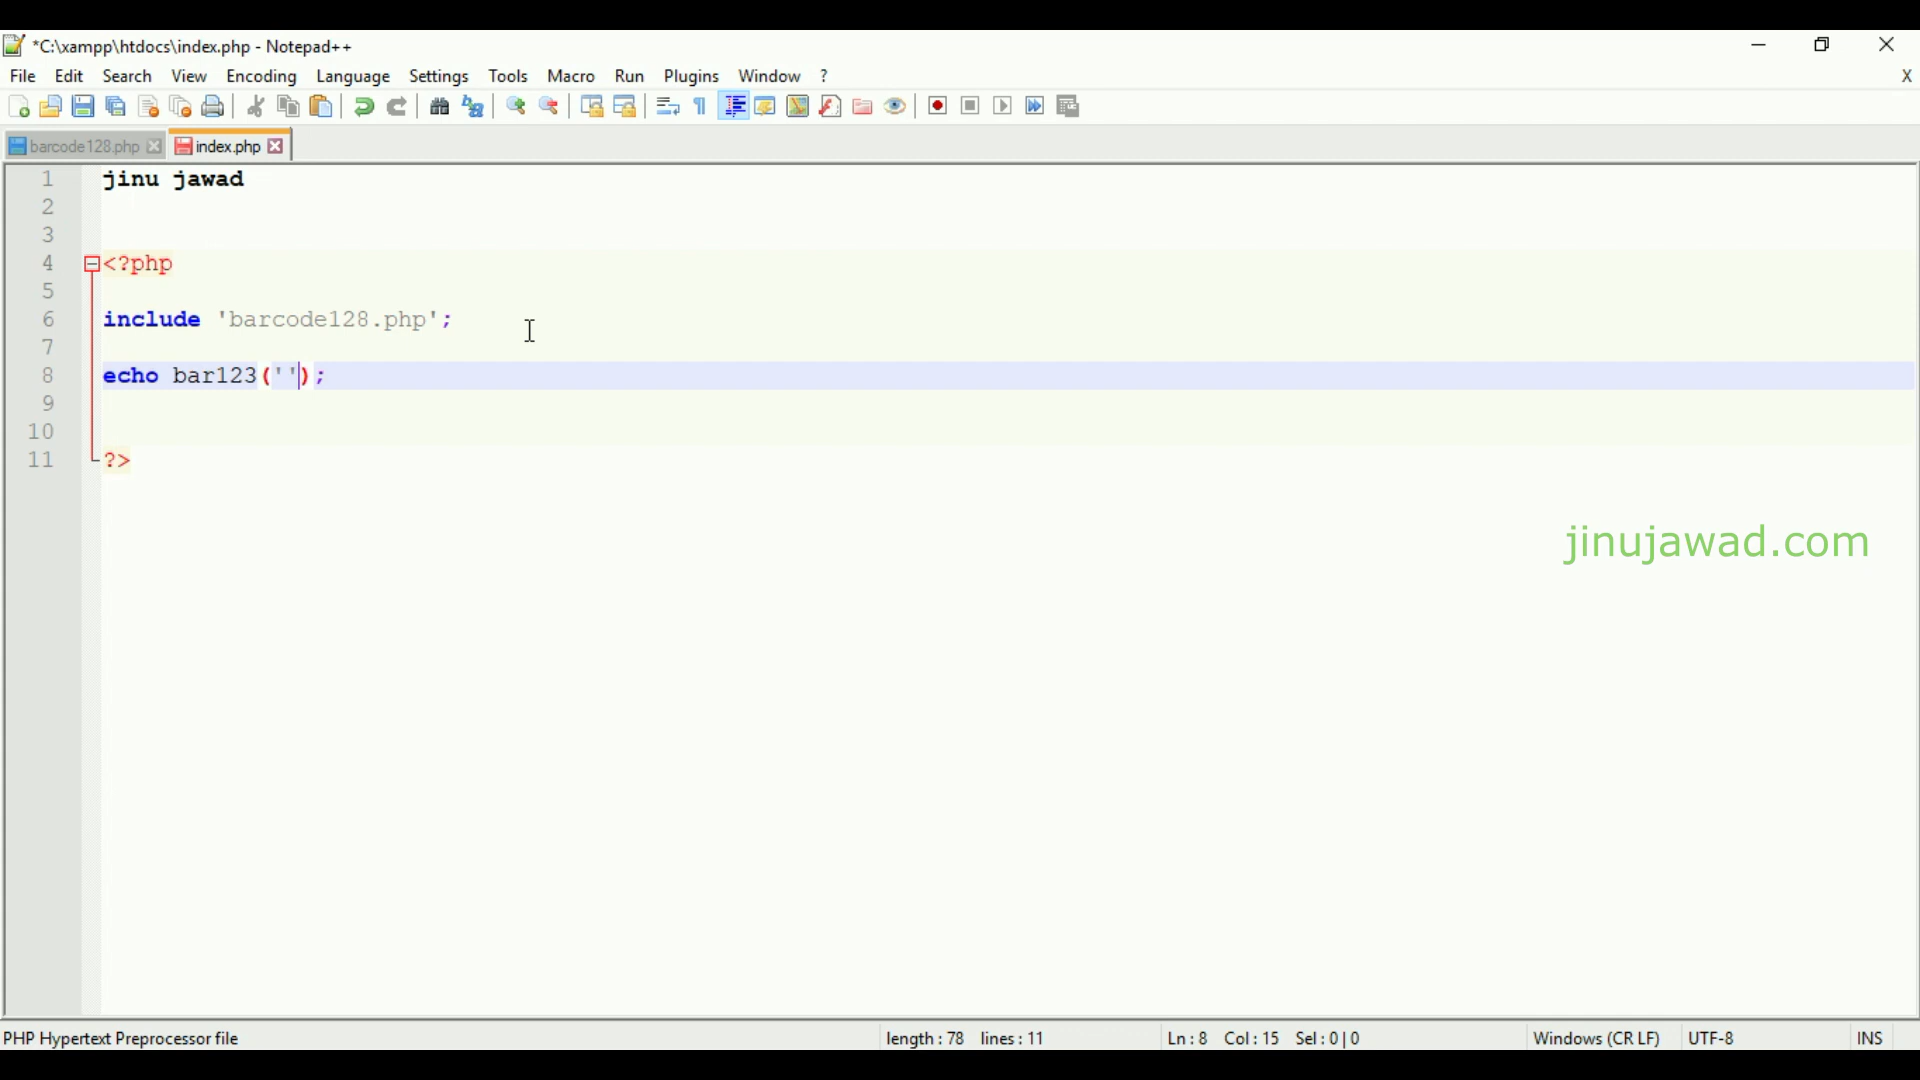 *C:\xampp\htdocs\index.php - Notepad++
File Edit Search View Encoding Language Settings Tools Macro Run Plugins Window ? X
barcode128.php index.php
1 jinu jawad
2
3
4 <?php
5
6 include 'barcode128.php';
7
8 echo bar123('');
9
10
11 ?>
jinujawad.com
PHP Hypertext Preprocessor file length : 78 lines : 11 Ln : 8 Col : 15 Sel : 0 | 0 Windows (CR LF) UTF-8 INS